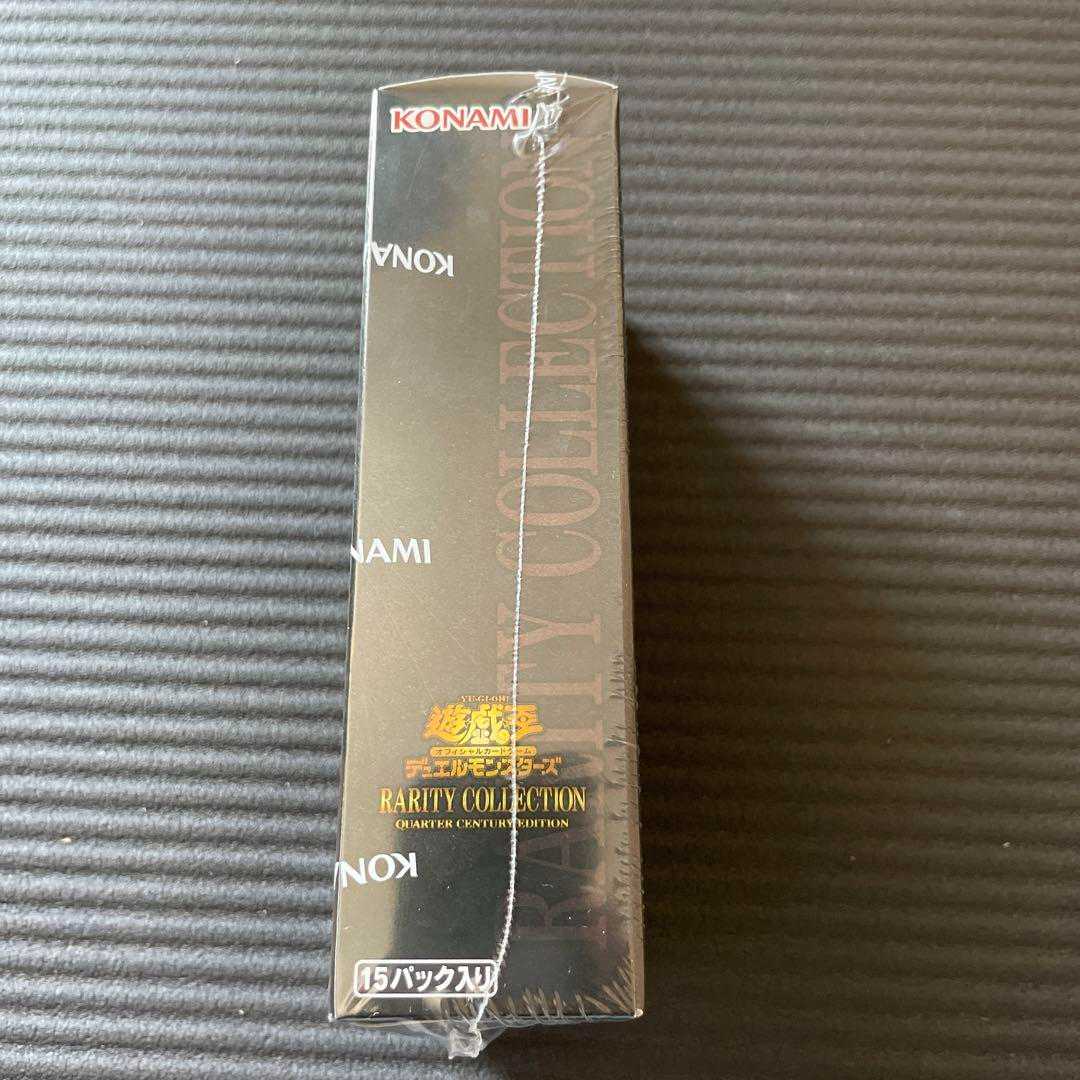 KONAMI
KONA
NAMI
YU-GI-OH!
遊戯王
オフィシャルカードゲーム
デュエルモンスターズ
RARITY COLLECTION
QUARTER CENTURY EDITION
KON
15パック入り
RARITY COLLECTION